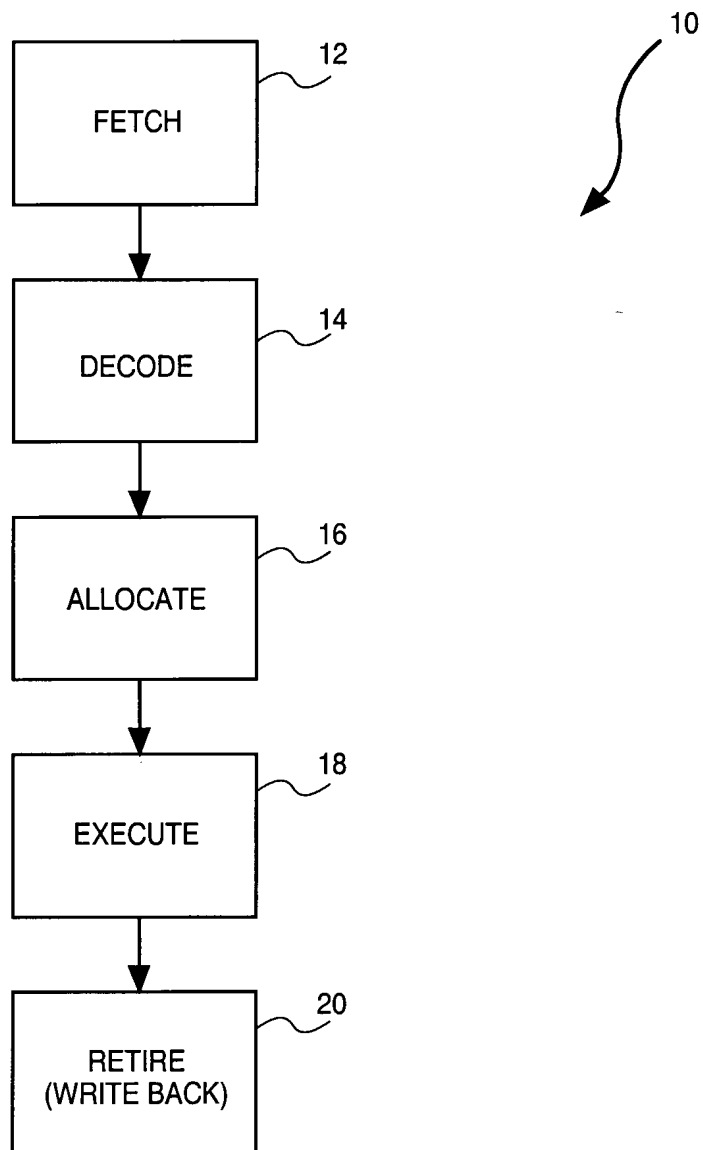 10
12
FETCH
14
DECODE
16
ALLOCATE
18
EXECUTE
20
RETIRE
(WRITE BACK)